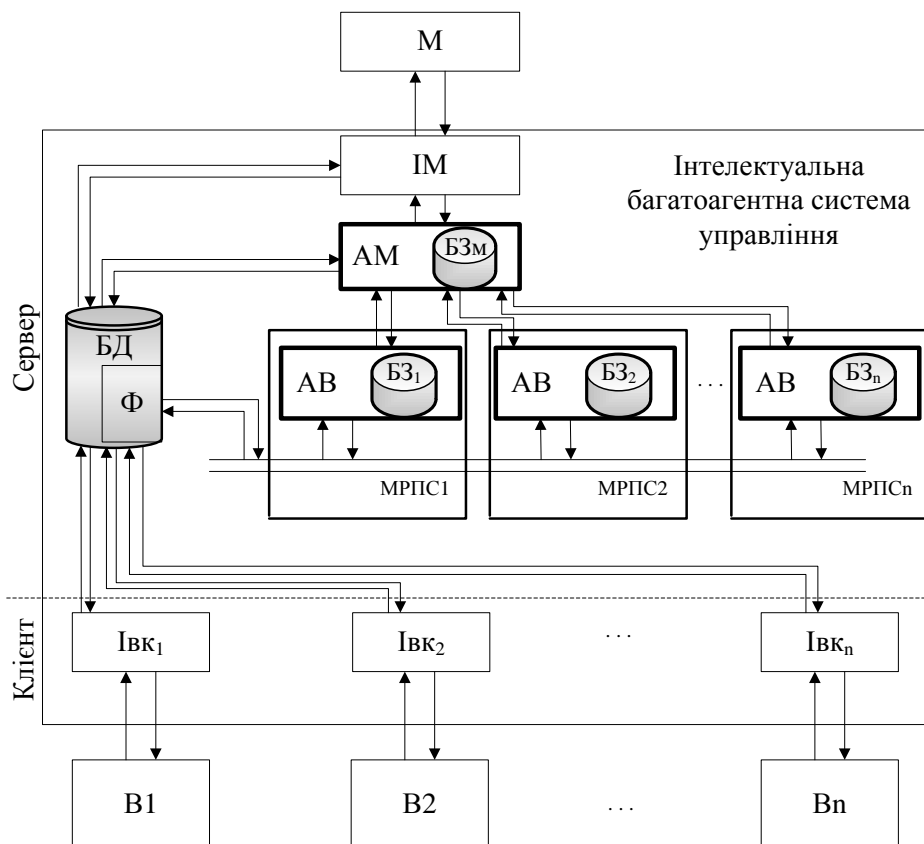 М
ІМ
Інтелектуальна
багатоагентна система
управління
АМ
БЗм
Сервер
БД
Ф
АВ
БЗ₁
АВ
БЗ₂
. . .
АВ
БЗₙ
МРПС1
МРПС2
МРПСn
Клієнт
Івк₁
Івк₂
. . .
Івкₙ
В1
В2
. . .
Вn